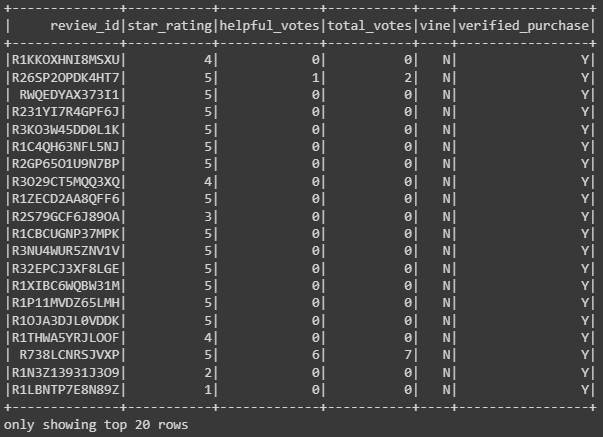 +--------------+-----------+-------------+-----------+----+-----------------+
|     review_id|star_rating|helpful_votes|total_votes|vine|verified_purchase|
+--------------+-----------+-------------+-----------+----+-----------------+
|R1KKOXHNI8MSXU|          4|            0|          0|   N|                Y|
|R26SP2OPDK4HT7|          5|            1|          2|   N|                Y|
| RWQEDYAX373I1|          5|            0|          0|   N|                Y|
|R231YI7R4GPF6J|          5|            0|          0|   N|                Y|
|R3KO3W45DD0L1K|          5|            0|          0|   N|                Y|
|R1C4QH63NFL5NJ|          5|            0|          0|   N|                Y|
|R2GP65O1U9N7BP|          5|            0|          0|   N|                Y|
|R3O29CT5MQQ3XQ|          4|            0|          0|   N|                Y|
|R1ZECD2AA8QFF6|          5|            0|          0|   N|                Y|
|R2S79GCF6J89OA|          3|            0|          0|   N|                Y|
|R1CBCUGNP37MPK|          5|            0|          0|   N|                Y|
|R3NU4WUR5ZNV1V|          5|            0|          0|   N|                Y|
|R32EPCJ3XF8LGE|          5|            0|          0|   N|                Y|
|R1XIBC6WQBW31M|          5|            0|          0|   N|                Y|
|R1P11MVDZ65LMH|          5|            0|          0|   N|                Y|
|R1OJA3DJL0VDDK|          5|            0|          0|   N|                Y|
|R1THWA5YRJLOOF|          4|            0|          0|   N|                Y|
| R738LCNRSJVXP|          5|            6|          7|   N|                Y|
|R1N3Z13931J3O9|          2|            0|          0|   N|                Y|
|R1LBNTP7E8N89Z|          1|            0|          0|   N|                Y|
+--------------+-----------+-------------+-----------+----+-----------------+
only showing top 20 rows